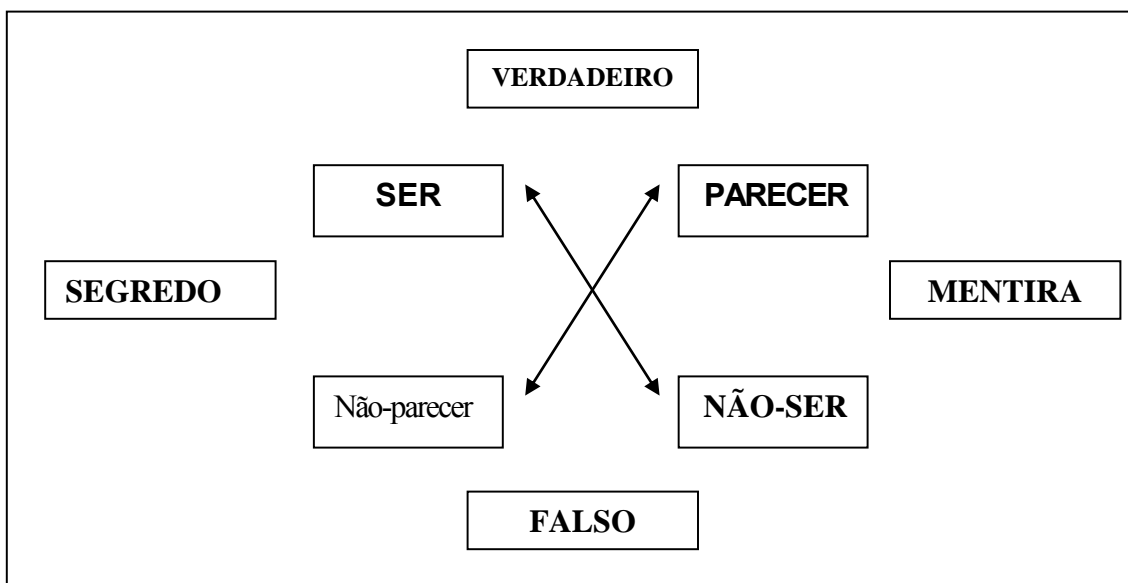 VERDADEIRO
SER
PARECER
SEGREDO
MENTIRA
Não-parecer
NÃO-SER
FALSO